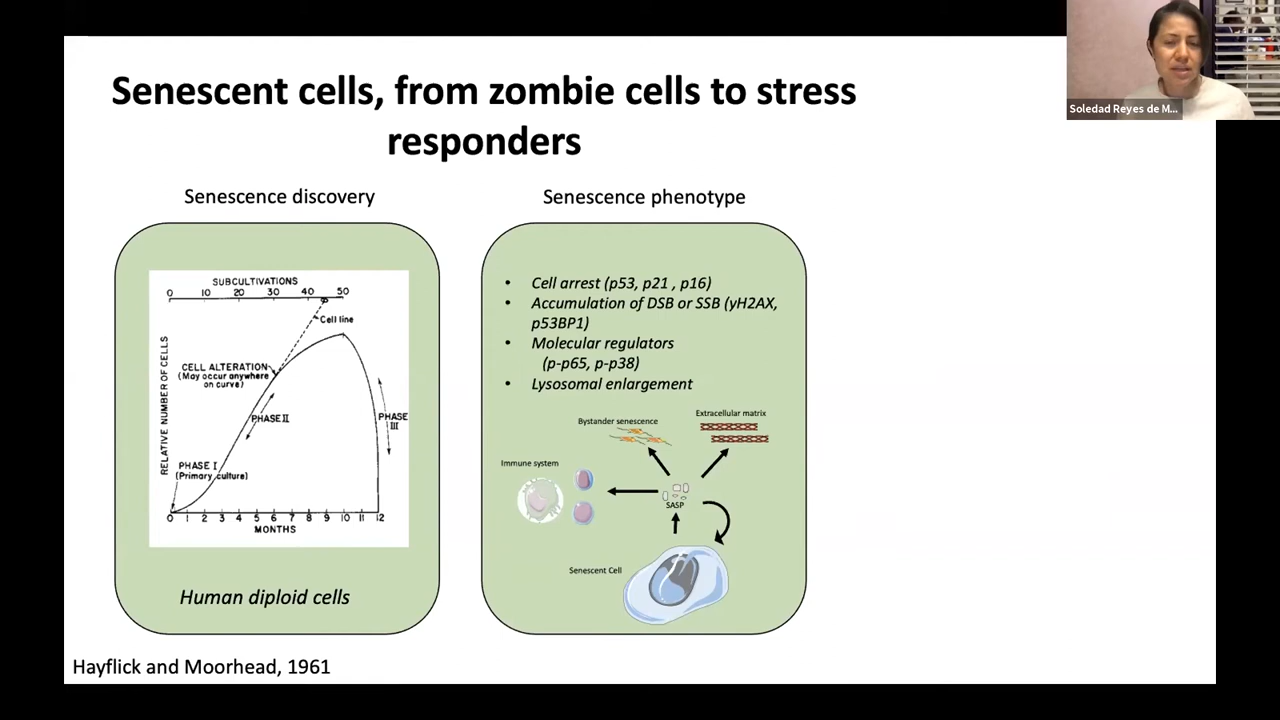 Senescent cells, from zombie cells to stress
responders
Soledad Reyes de M...
Senescence discovery
SUBCULTIVATIONS
0 10 20 30 40 50
Cell line
CELL ALTERATION
(May occur anywhere
on curve)
RELATIVE NUMBER OF CELLS
PHASE II
PHASE
III
PHASE I
(Primary culture)
0 1 2 3 4 5 6 7 8 9 10 11 12
MONTHS
Human diploid cells
Senescence phenotype
• Cell arrest (p53, p21 , p16)
• Accumulation of DSB or SSB (yH2AX,
p53BP1)
• Molecular regulators
(p-p65, p-p38)
• Lysosomal enlargement
Bystander senescence
Extracellular matrix
Immune system
SASP
Senescent Cell
Hayflick and Moorhead, 1961